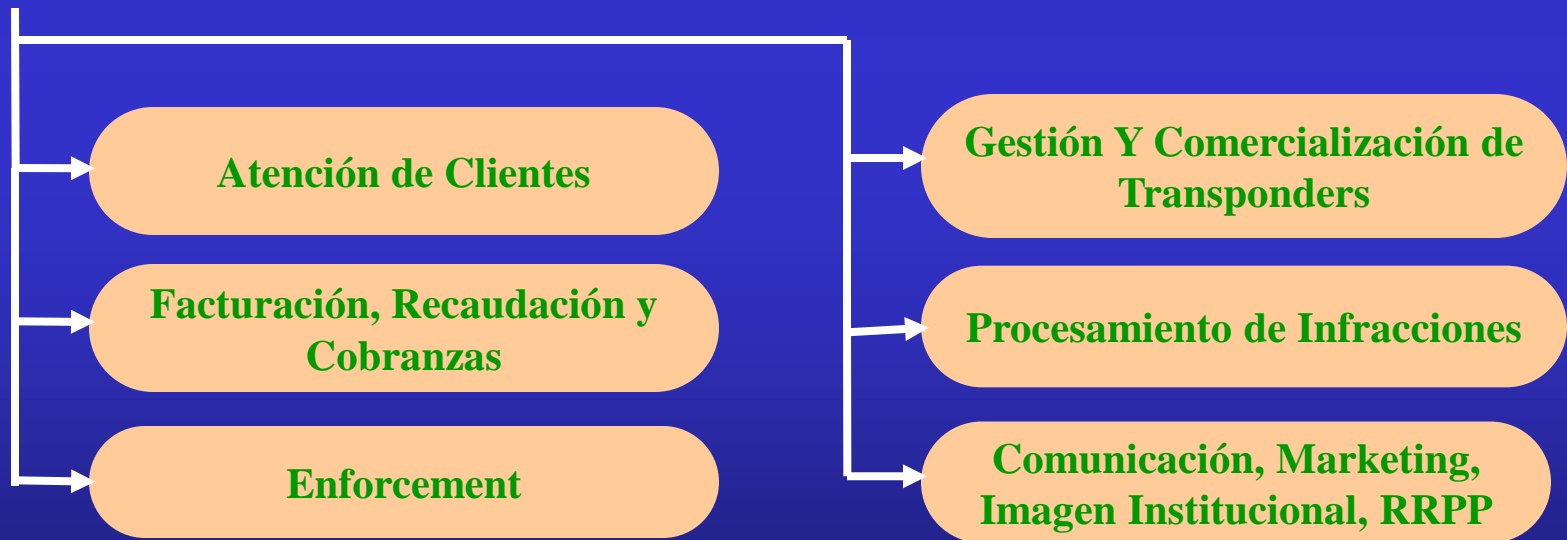 Atención de Clientes
Facturación, Recaudación y
Cobranzas
Enforcement
Gestión Y Comercialización de
Transponders
Procesamiento de Infracciones
Comunicación, Marketing,
Imagen Institucional, RRPP